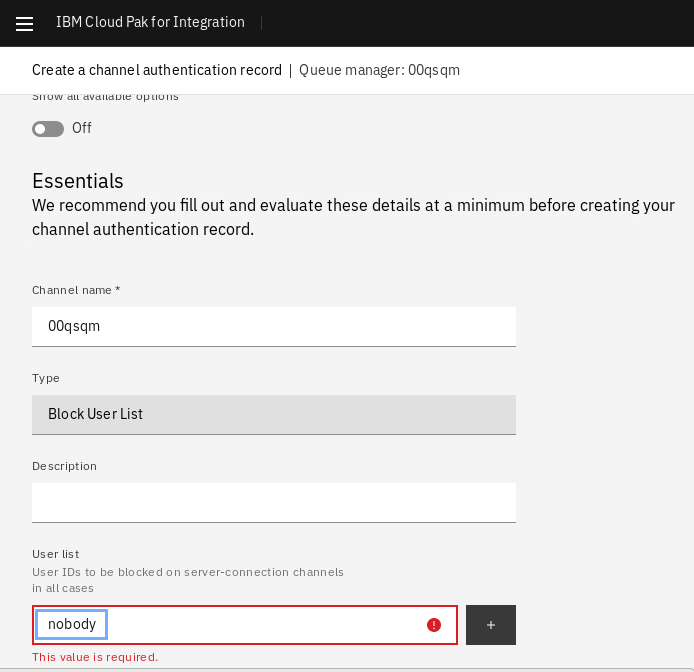 IBM Cloud Pak for Integration
Create a channel authentication record | Queue manager: 00qsqm
Show all available options
Off
Essentials
We recommend you fill out and evaluate these details at a minimum before creating your
channel authentication record.
Channel name *
00qsqm
Type
Block User List
Description
User list
User IDs to be blocked on server-connection channels
in all cases
nobody
+
This value is required.